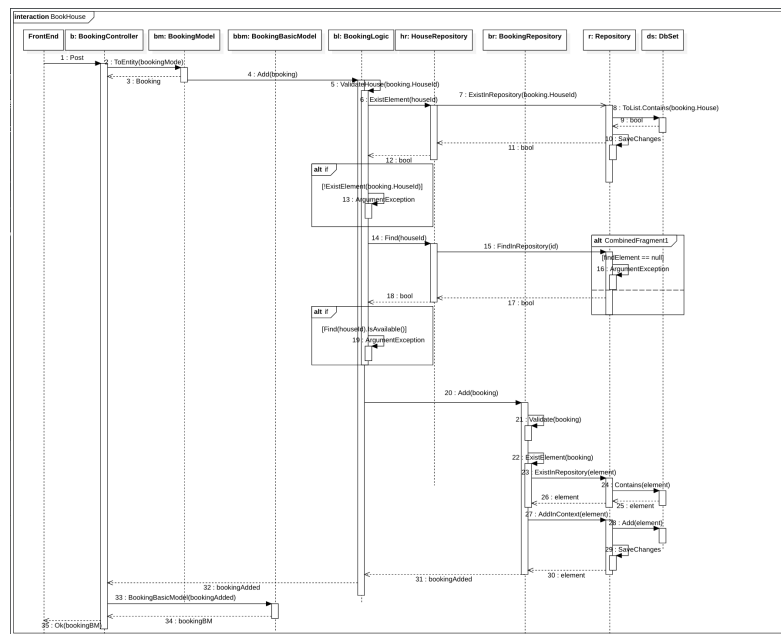 interaction BookHouse
FrontEnd
b: BookingController
bm: BookingModel
bbm: BookingBasicModel
bl: BookingLogic
hr: HouseRepository
br: BookingRepository
r: Repository
ds: DbSet
1 : Post
2 : ToEntity(bookingMode)
3 : Booking
4 : Add(booking)
5 : ValidateHouse(booking.HouseId)
6 : ExistElement(houseId)
7 : ExistInRepository(booking.HouseId)
8 : ToList.Contains(booking.House)
9 : bool
10 : SaveChanges
11 : bool
12 : bool
alt if
[!ExistElement(booking.HouseId)]
13 : ArgumentException
14 : Find(houseId)
15 : FindInRepository(id)
alt CombinedFragment1
[findElement == null]
16 : ArgumentException
17 : bool
18 : bool
alt if
[Find(houseId).IsAvailable()]
19 : ArgumentException
20 : Add(booking)
21 : Validate(booking)
22 : ExistElement(booking)
23 : ExistInRepository(element)
24 : Contains(element)
25 : element
26 : element
27 : AddInContext(element)
28 : Add(element)
29 : SaveChanges
30 : element
31 : bookingAdded
32 : bookingAdded
33 : BookingBasicModel(bookingAdded)
34 : bookingBM
35 : Ok(bookingBM)